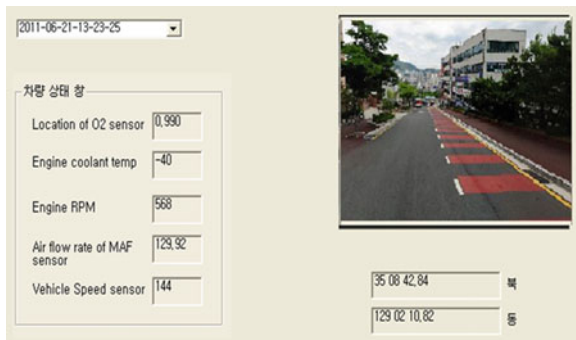 2011-06-21-13-23-25
차량 상태 창
Location of O2 sensor 0,990
Engine coolant temp -40
Engine RPM 568
Air flow rate of MAF sensor 129,92
Vehicle Speed sensor 144
35 08 42,84 북
129 02 10,82 동